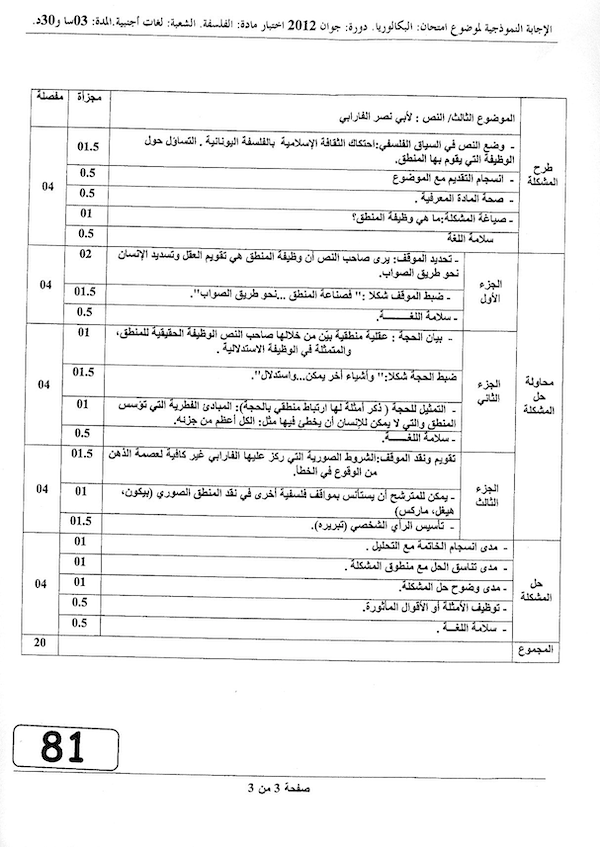 الإجابة النموذجية لموضوع امتحان: البكالوريا. دورة: جوان 2012 اختبار مادة: الفلسفة. الشعبة: لغات أجنبية.المدة: 03سا و30د.
الموضوع الثالث/ النص : لأبي نصر الفارابي
مجزأة
مفصلة
طرح المشكلة
- وضع النص في السياق الفلسفي:احتكاك الثقافة الإسلامية بالفلسفة اليونانية . التساؤل حول
الوظيفة التي يقوم بها المنطق.
01.5
- انسجام التقديم مع الموضوع
0.5
- صحة المادة المعرفية .
0.5
- صياغة المشكلة:ما هي وظيفة المنطق؟
01
سلامة اللغة
0.5
04
محاولة حل المشكلة
الجزء الأول
- تحديد الموقف: يرى صاحب النص أن وظيفة المنطق هي تقويم العقل وتسديد الإنسان
نحو طريق الصواب.
02
- ضبط الموقف شكلا :" فصناعة المنطق ...نحو طريق الصواب".
01.5
- سلامة اللغـــــة.
0.5
04
الجزء الثاني
- بيان الحجة : عقلية منطقية بيّن من خلالها صاحب النص الوظيفة الحقيقية للمنطق،
والمتمثلة في الوظيفة الاستدلالية .
01
ضبط الحجة شكلا:" وأشياء أخر يمكن...واستدلال".
01.5
- التمثيل للحجة ( ذكر أمثلة لها ارتباط منطقي بالحجة): المبادئ الفطرية التي تؤسس
المنطق والتي لا يمكن للإنسان أن يخطئ فيها مثل: الكل أعظم من جزئه.
01
- سلامة اللغـــــة.
0.5
04
الجزء الثالث
تقويم ونقد الموقف:الشروط الصورية التي ركز عليها الفارابي غير كافية لعصمة الذهن
من الوقوع في الخطأ.
01.5
- يمكن للمترشح أن يستأنس بمواقف فلسفية أخرى في نقد المنطق الصوري (بيكون،
هيغل، ماركس)
01
- تأسيس الرأي الشخصي (تبريره).
01.5
04
حل المشكلة
- مدى انسجام الخاتمة مع التحليل .
01
- مدى تناسق الحل مع منطوق المشكلة .
01
- مدى وضوح حل المشكلة.
01
- توظيف الأمثلة أو الأقوال المأثورة.
0.5
- سلامة اللغـــة .
0.5
04
المجموع
20
81
صفحة 3 من 3